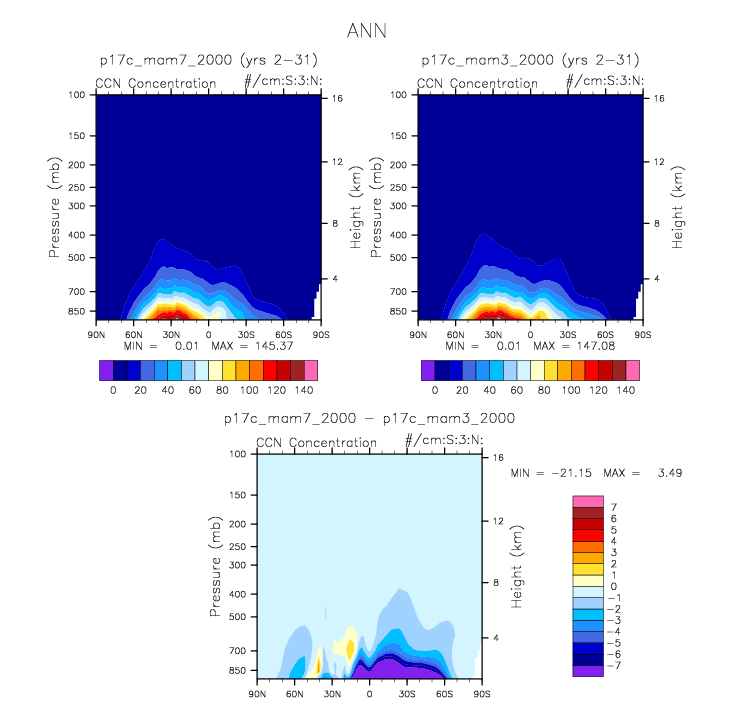 ANN
p17c_mam7_2000 (yrs 2-31)
CCN Concentration #/cm:S:3:N:
100
150
200
250
300
400
500
700
850
Pressure (mb)
16
12
8
4
Height (km)
90N 60N 30N 0 30S 60S 90S
MIN = 0.01 MAX = 145.37
0 20 40 60 80 100 120 140
p17c_mam3_2000 (yrs 2-31)
CCN Concentration #/cm:S:3:N:
100
150
200
250
300
400
500
700
850
Pressure (mb)
16
12
8
4
Height (km)
90N 60N 30N 0 30S 60S 90S
MIN = 0.01 MAX = 147.08
0 20 40 60 80 100 120 140
p17c_mam7_2000 - p17c_mam3_2000
CCN Concentration #/cm:S:3:N:
100
150
200
250
300
400
500
700
850
Pressure (mb)
16
12
8
4
Height (km)
90N 60N 30N 0 30S 60S 90S
MIN = -21.15 MAX = 3.49
7
6
5
4
3
2
1
0
-1
-2
-3
-4
-5
-6
-7